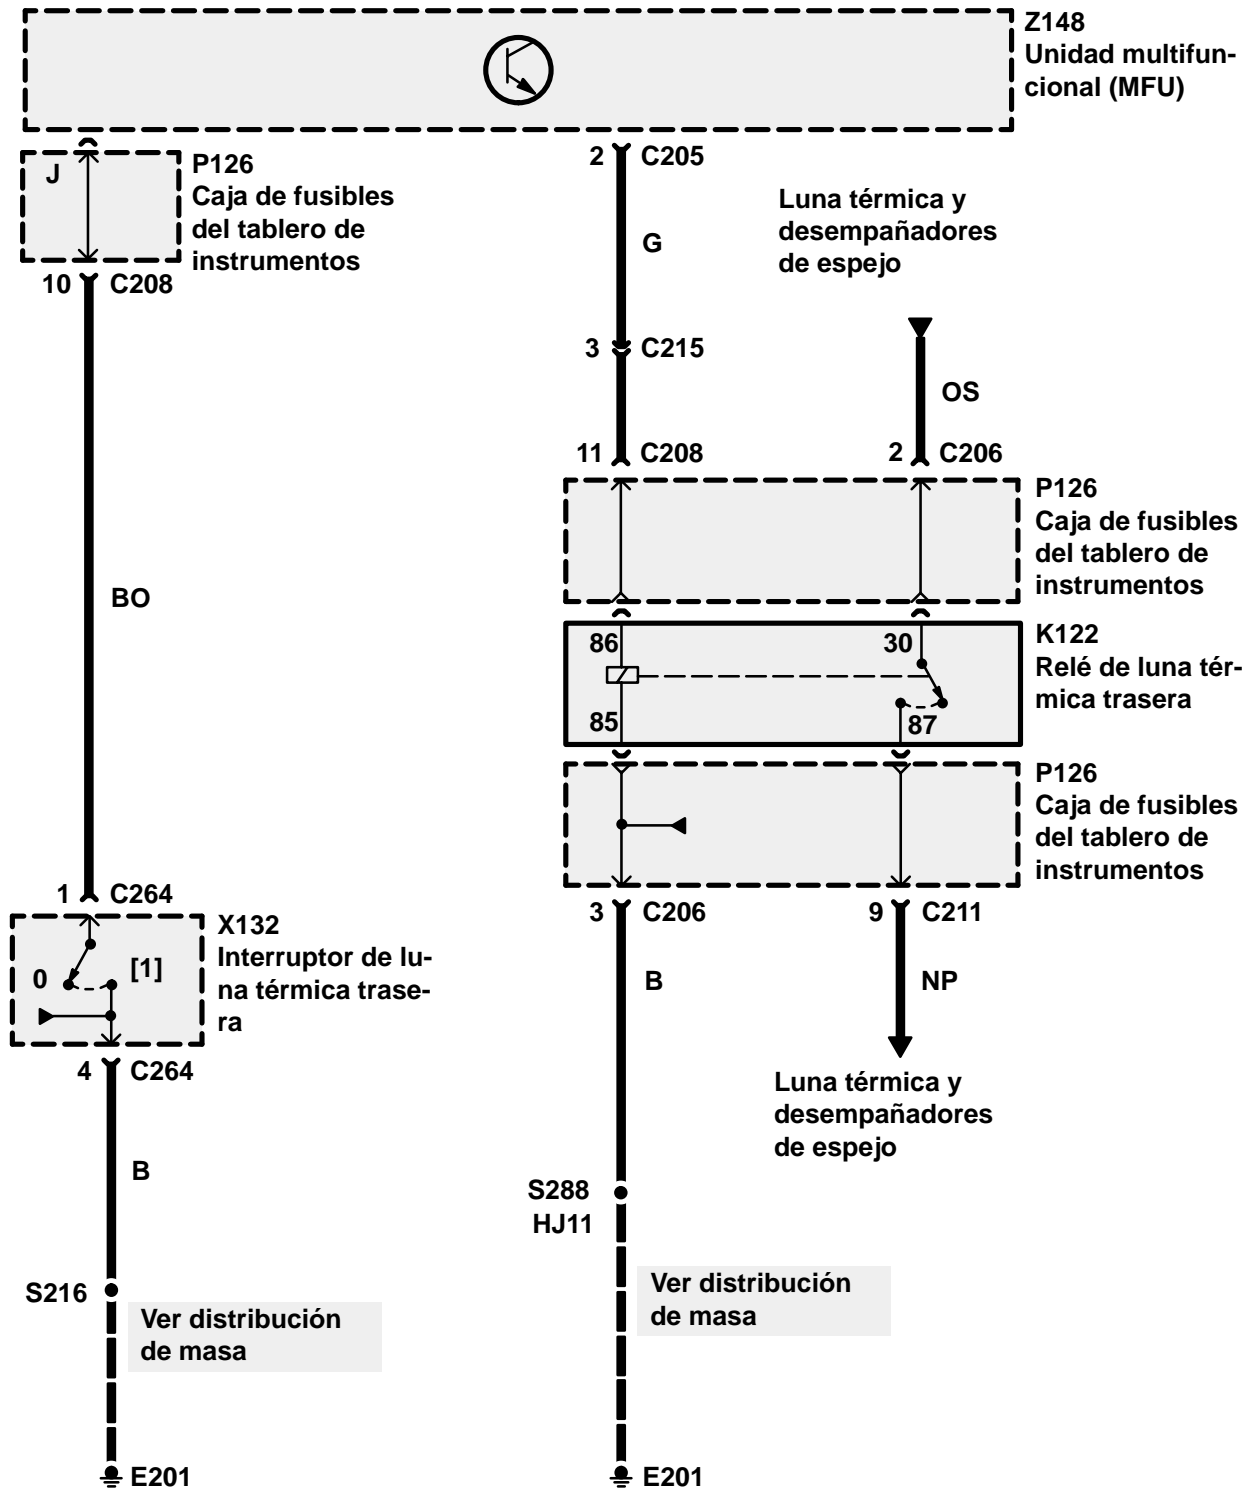 Z148
Unidad multifun-
cional (MFU)
J
P126
Caja de fusibles
del tablero de
instrumentos
10 C208
2 C205
G
Luna térmica y
desempañadores
de espejo
3 C215
OS
11 C208
2 C206
P126
Caja de fusibles
del tablero de
instrumentos
BO
86
30
85
87
K122
Relé de luna tér-
mica trasera
P126
Caja de fusibles
del tablero de
instrumentos
1 C264
X132
Interruptor de lu-
na térmica trase-
ra
0
[1]
4 C264
3 C206
9 C211
B
NP
Luna térmica y
desempañadores
de espejo
B
S288
HJ11
S216
Ver distribución
de masa
Ver distribución
de masa
E201
E201